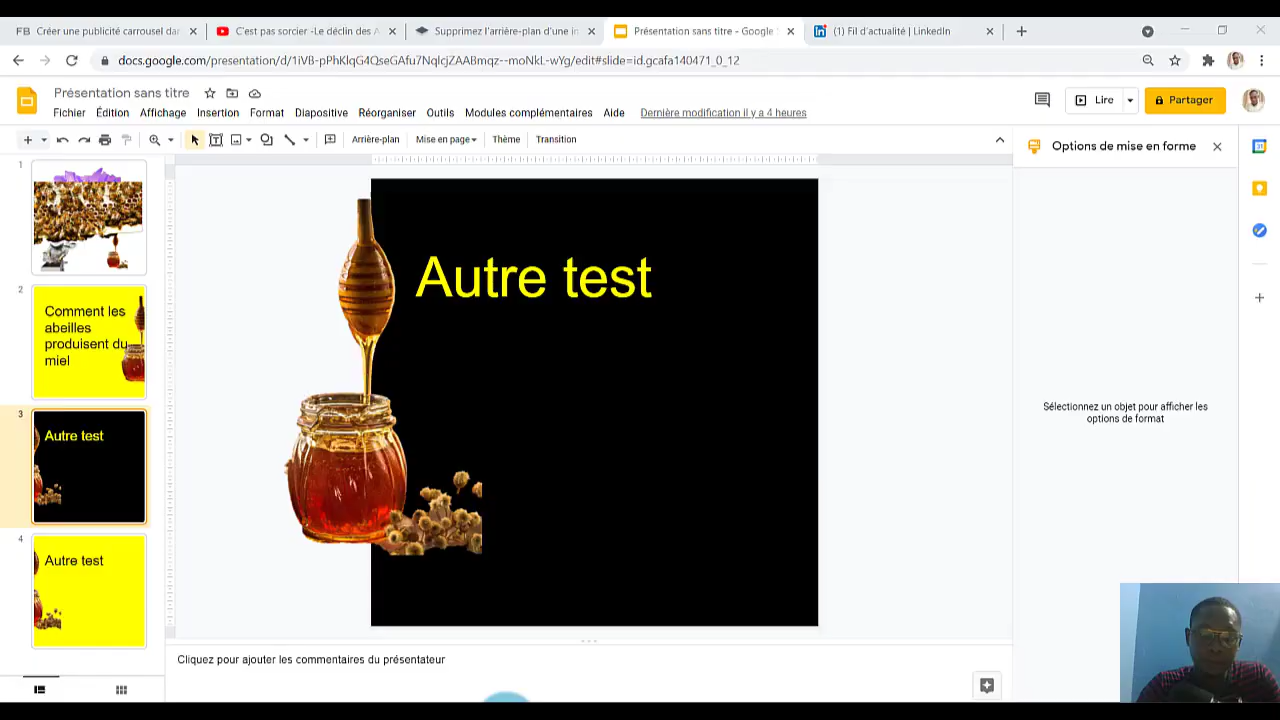 FB Créer une publicité carrousel dan
C'est pas sorcier -Le déclin des A
Supprimez l'arrière-plan d'une in
Présentation sans titre - Google
(1) Fil d'actualité | LinkedIn
docs.google.com/presentation/d/1iVB-pPhKlqG4QseGAfu7NqlcjZAABmqz--moNkL-wYg/edit#slide=id.gcafa140471_0_12
Présentation sans titre
Fichier Édition Affichage Insertion Format Diapositive Réorganiser Outils Modules complémentaires Aide Dernière modification il y a 4 heures
Lire
Partager
Arrière-plan Mise en page Thème Transition
Options de mise en forme
1
2
Comment les
abeilles
produisent du
miel
3
Autre test
4
Autre test
Autre test
Sélectionnez un objet pour afficher les
options de format
Cliquez pour ajouter les commentaires du présentateur